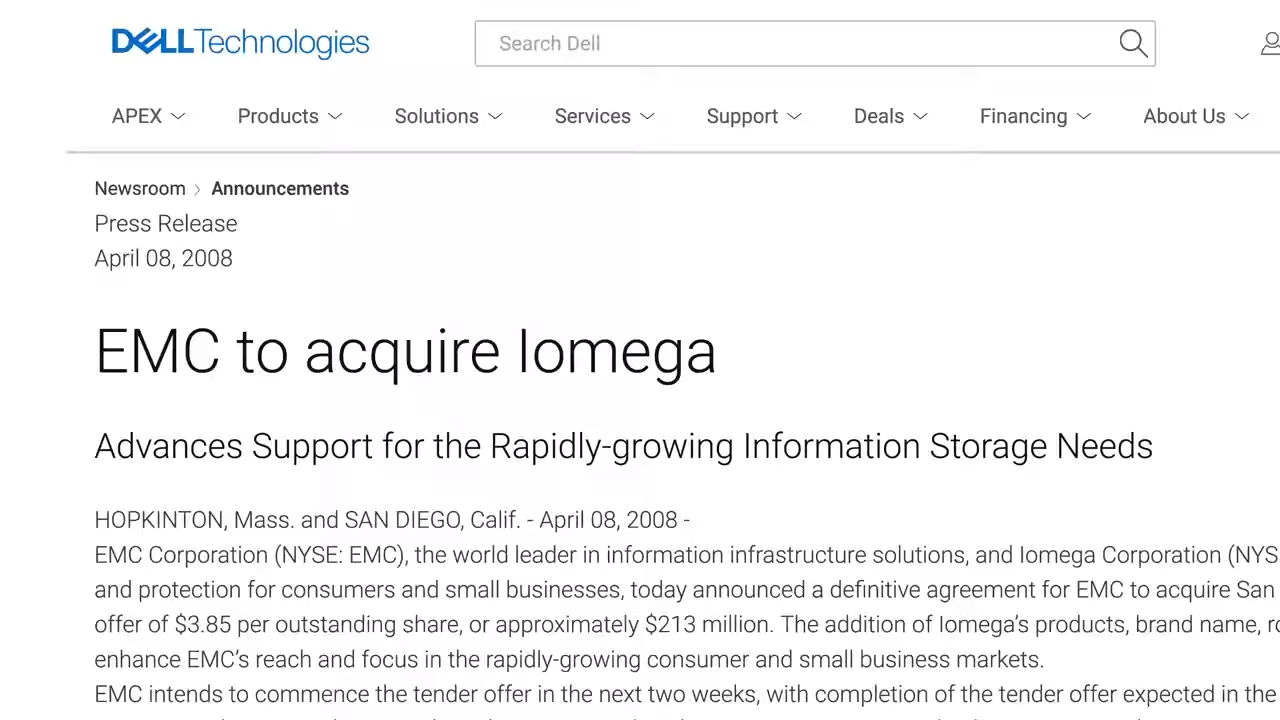 DELLTechnologies
Search Dell
APEX Products Solutions Services Support Deals Financing About Us
Newsroom > Announcements
Press Release
April 08, 2008
EMC to acquire Iomega
Advances Support for the Rapidly-growing Information Storage Needs
HOPKINTON, Mass. and SAN DIEGO, Calif. - April 08, 2008 -
EMC Corporation (NYSE: EMC), the world leader in information infrastructure solutions, and Iomega Corporation (NYS
and protection for consumers and small businesses, today announced a definitive agreement for EMC to acquire San
offer of $3.85 per outstanding share, or approximately $213 million. The addition of Iomega’s products, brand name, ro
enhance EMC’s reach and focus in the rapidly-growing consumer and small business markets.
EMC intends to commence the tender offer in the next two weeks, with completion of the tender offer expected in the